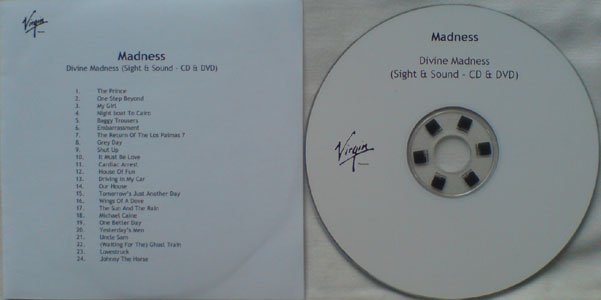 Virgin
Madness
Divine Madness (Sight & Sound - CD & DVD)
1. The Prince
2. One Step Beyond
3. My Girl
4. Night Boat To Cairo
5. Baggy Trousers
6. Embarrassment
7. The Return Of The Los Palmas 7
8. Grey Day
9. Shut Up
10. It Must Be Love
11. Cardiac Arrest
12. House Of Fun
13. Driving In My Car
14. Our House
15. Tomorrow's Just Another Day
16. Wings Of A Dove
17. The Sun And The Rain
18. Michael Caine
19. One Better Day
20. Yesterday's Men
21. Uncle Sam
22. (Waiting For The) Ghost Train
23. Lovestruck
24. Johnny The Horse
Madness
Divine Madness
(Sight & Sound - CD & DVD)
Virgin